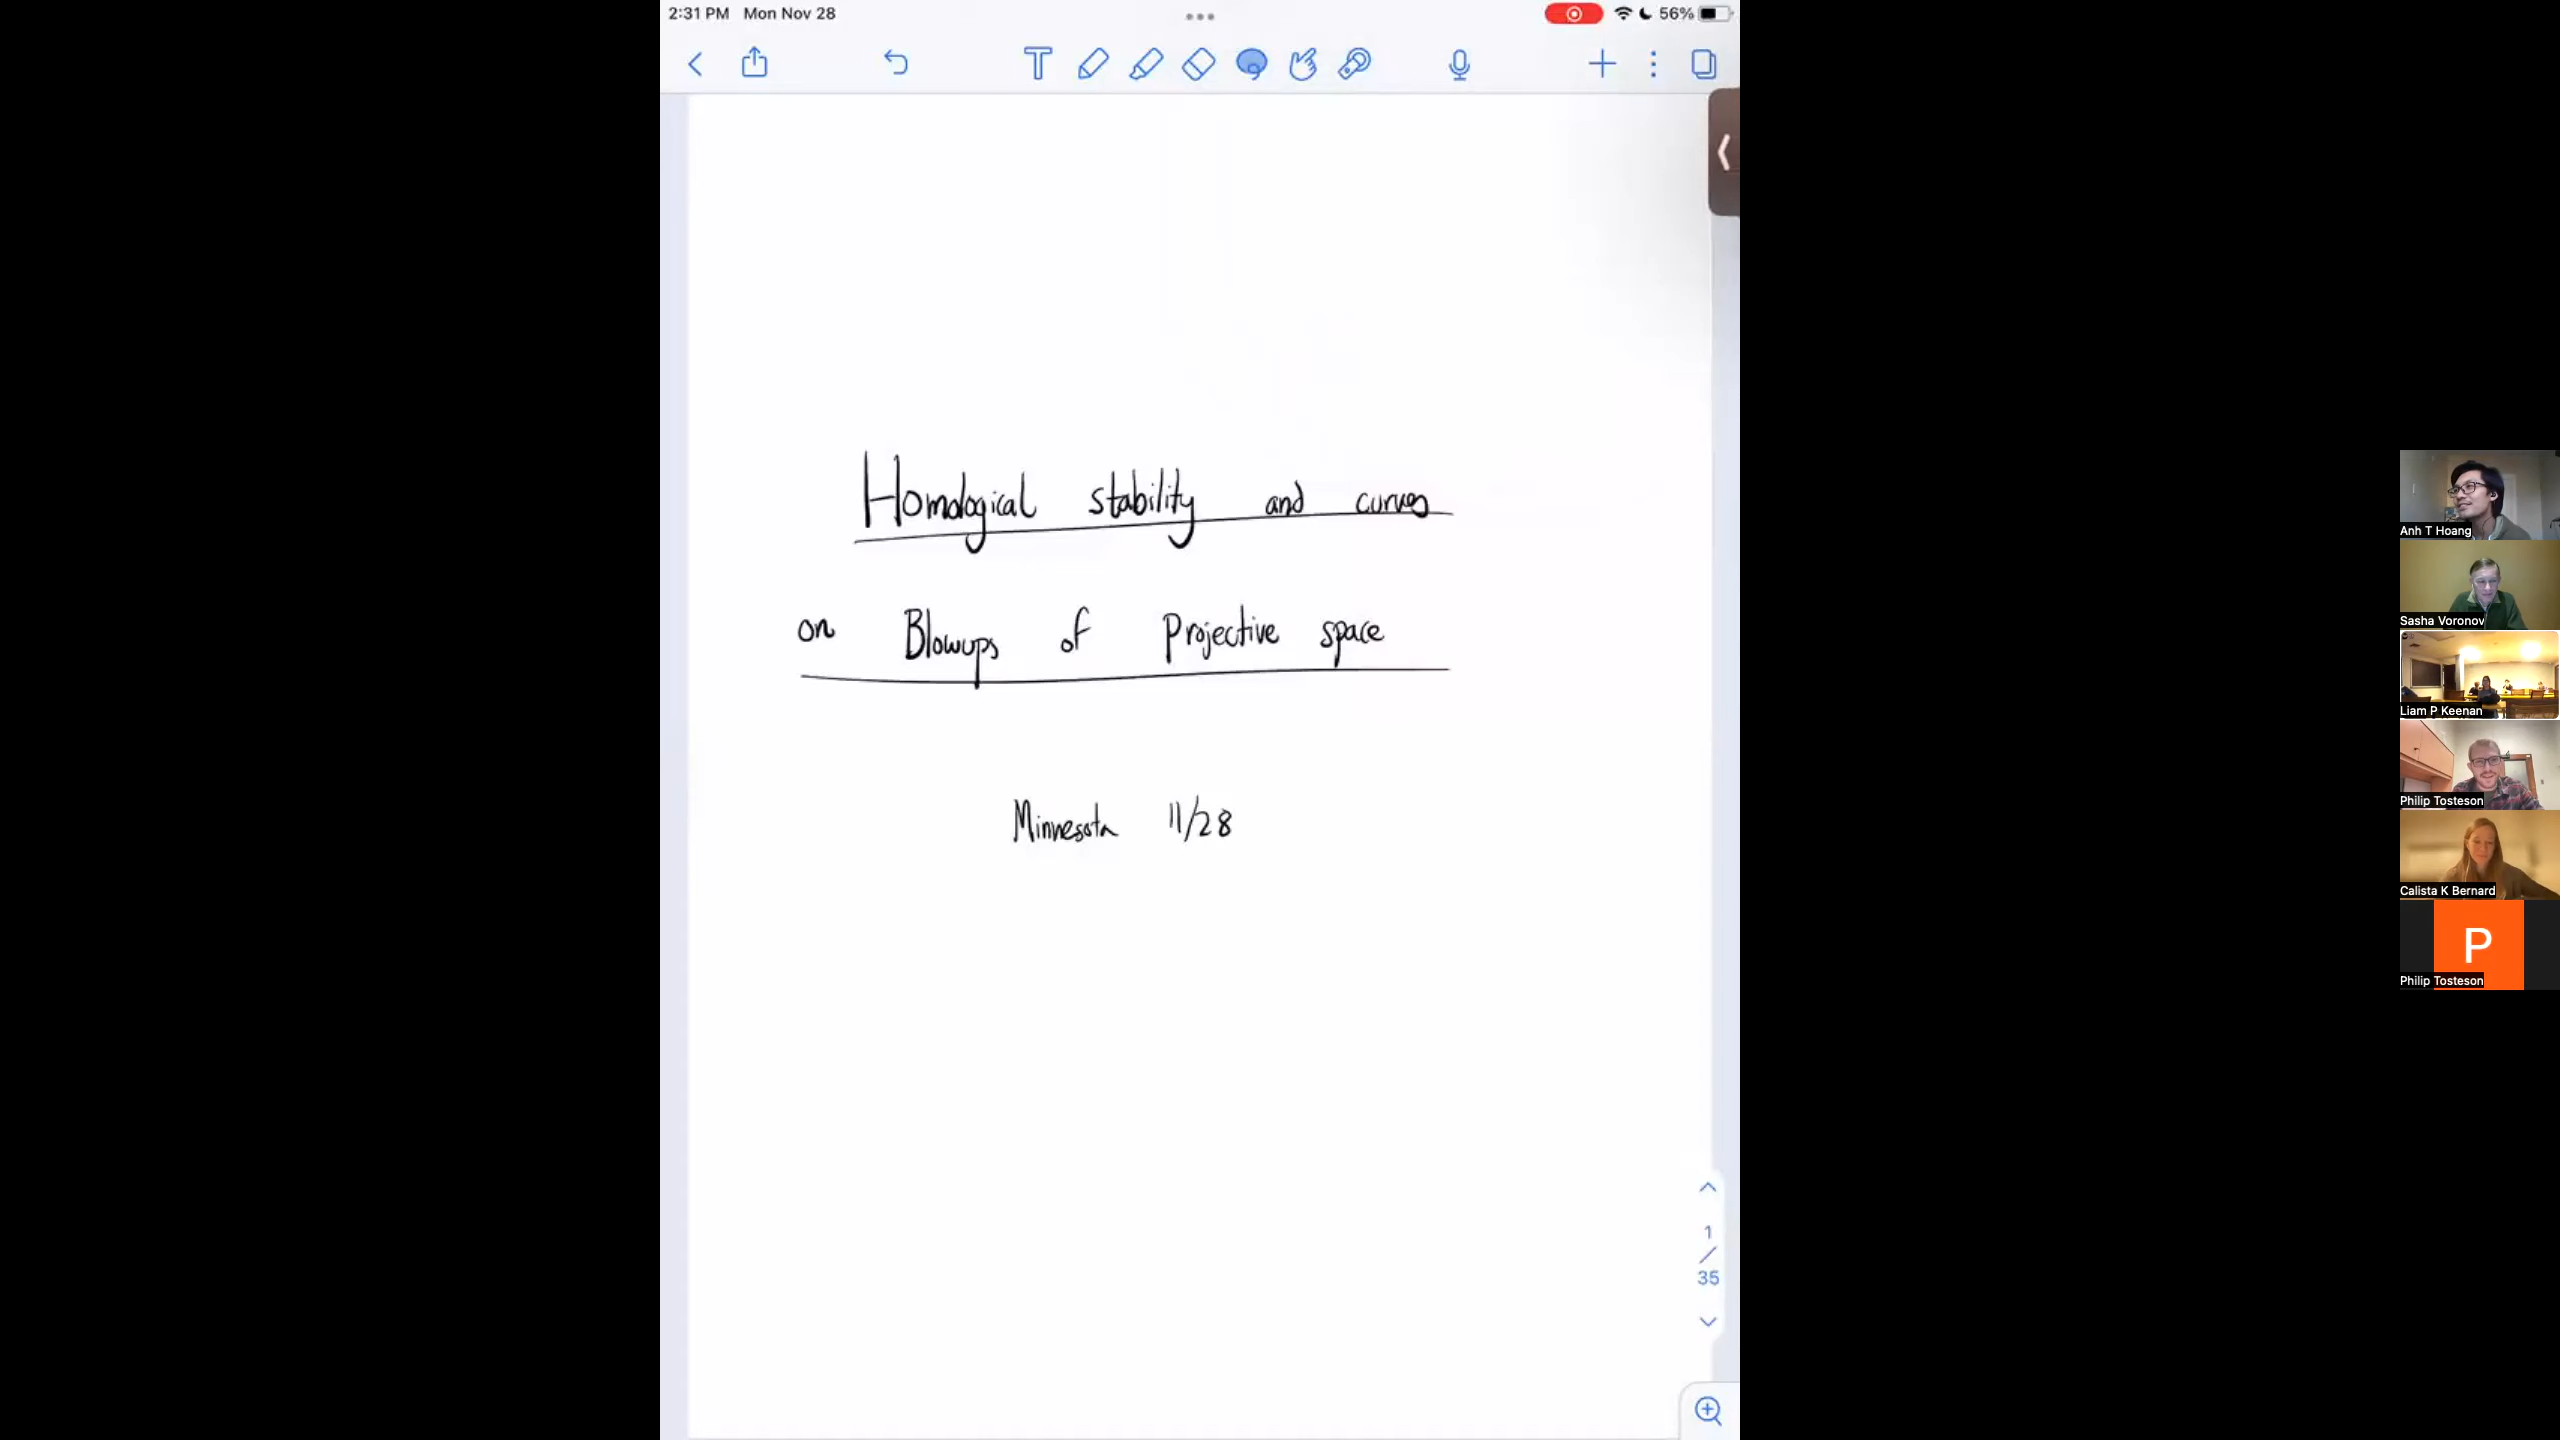 2:31 PM Mon Nov 28
56%
Homological stability and curves
on Blowups of Projective space
Minnesota 11/28
1
/
35
Anh T Hoang
Sasha Voronov
Liam P Keenan
Philip Tosteson
Calista K Bernard
P
Philip Tosteson